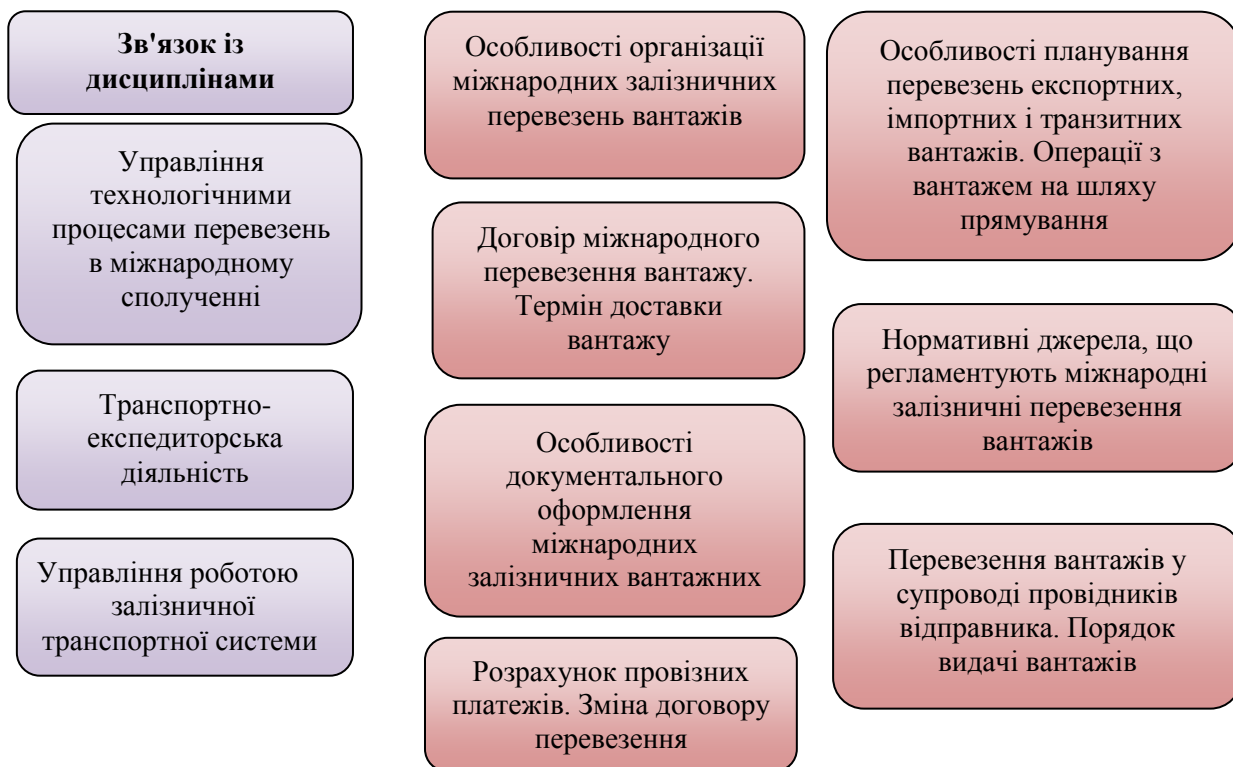 Зв'язок із
дисциплінами
Управління
технологічними
процесами перевезень
в міжнародному
сполученні
Транспортно-
експедиторська
діяльність
Управління роботою
залізничної
транспортної системи
Особливості організації
міжнародних залізничних
перевезень вантажів
Договір міжнародного
перевезення вантажу.
Термін доставки
вантажу
Особливості
документального
оформлення
міжнародних
залізничних вантажних
Розрахунок провізних
платежів. Зміна договору
перевезення
Особливості планування
перевезень експортних,
імпортних і транзитних
вантажів. Операції з
вантажем на шляху
прямування
Нормативні джерела, що
регламентують міжнародні
залізничні перевезення
вантажів
Перевезення вантажів у
супроводі провідників
відправника. Порядок
видачі вантажів